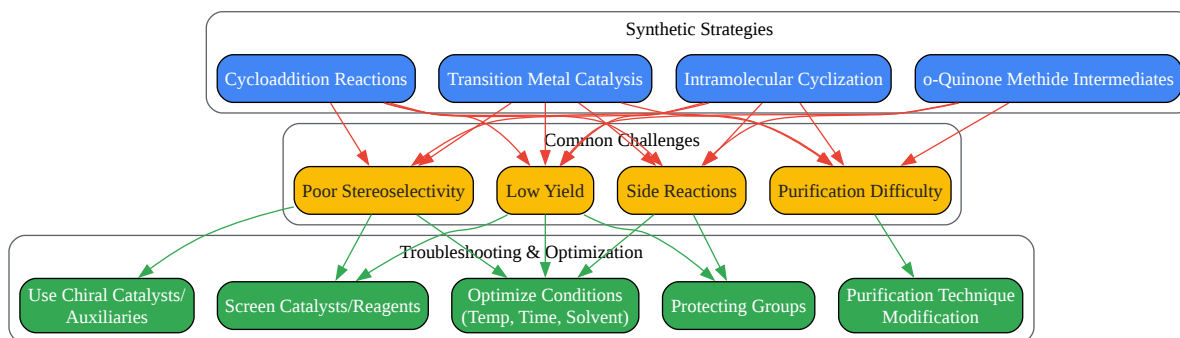 Synthetic Strategies
Cycloaddition Reactions
Transition Metal Catalysis
Intramolecular Cyclization
o-Quinone Methide Intermediates
Common Challenges
Poor Stereoselectivity
Low Yield
Side Reactions
Purification Difficulty
Troubleshooting & Optimization
Use Chiral Catalysts/
Auxiliaries
Screen Catalysts/Reagents
Optimize Conditions
(Temp, Time, Solvent)
Protecting Groups
Purification Technique
Modification